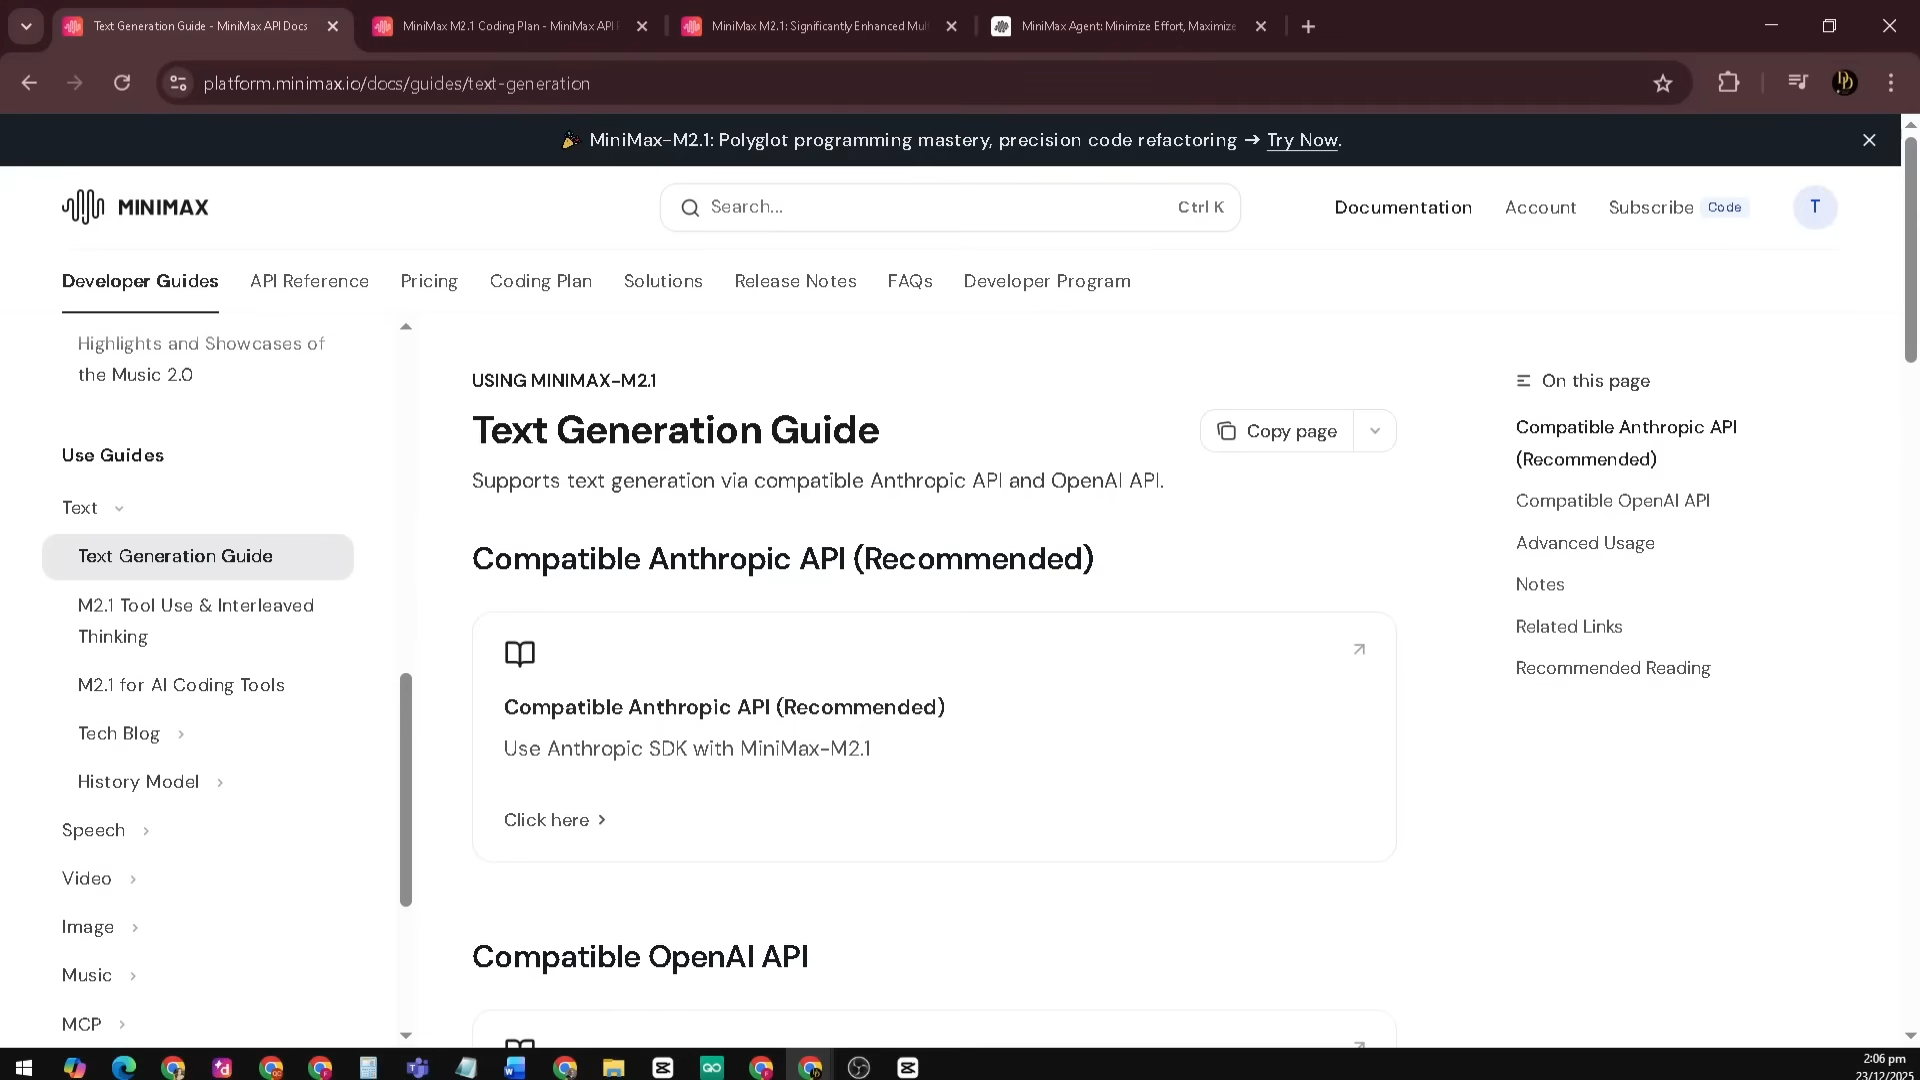 Text Generation Guide - MiniMax API Docs
MiniMax M2.1 Coding Plan - MiniMax API
MiniMax M2.1: Significantly Enhanced Mul
MiniMax Agent: Minimize Effort, Maximize
platform.minimax.io/docs/guides/text-generation
🎉 MiniMax-M2.1: Polyglot programming mastery, precision code refactoring → Try Now.
MINIMAX
Search...
Ctrl K
Documentation
Account
Subscribe
Code
T
Developer Guides
API Reference
Pricing
Coding Plan
Solutions
Release Notes
FAQs
Developer Program
Highlights and Showcases of
the Music 2.0
Use Guides
Text
Text Generation Guide
M2.1 Tool Use & Interleaved
Thinking
M2.1 for AI Coding Tools
Tech Blog
History Model
Speech
Video
Image
Music
MCP
USING MINIMAX-M2.1
Text Generation Guide
Copy page
Supports text generation via compatible Anthropic API and OpenAI API.
Compatible Anthropic API (Recommended)
Compatible Anthropic API (Recommended)
Use Anthropic SDK with MiniMax-M2.1
Click here
Compatible OpenAI API
On this page
Compatible Anthropic API
(Recommended)
Compatible OpenAI API
Advanced Usage
Notes
Related Links
Recommended Reading
2:06 pm
23/12/2025